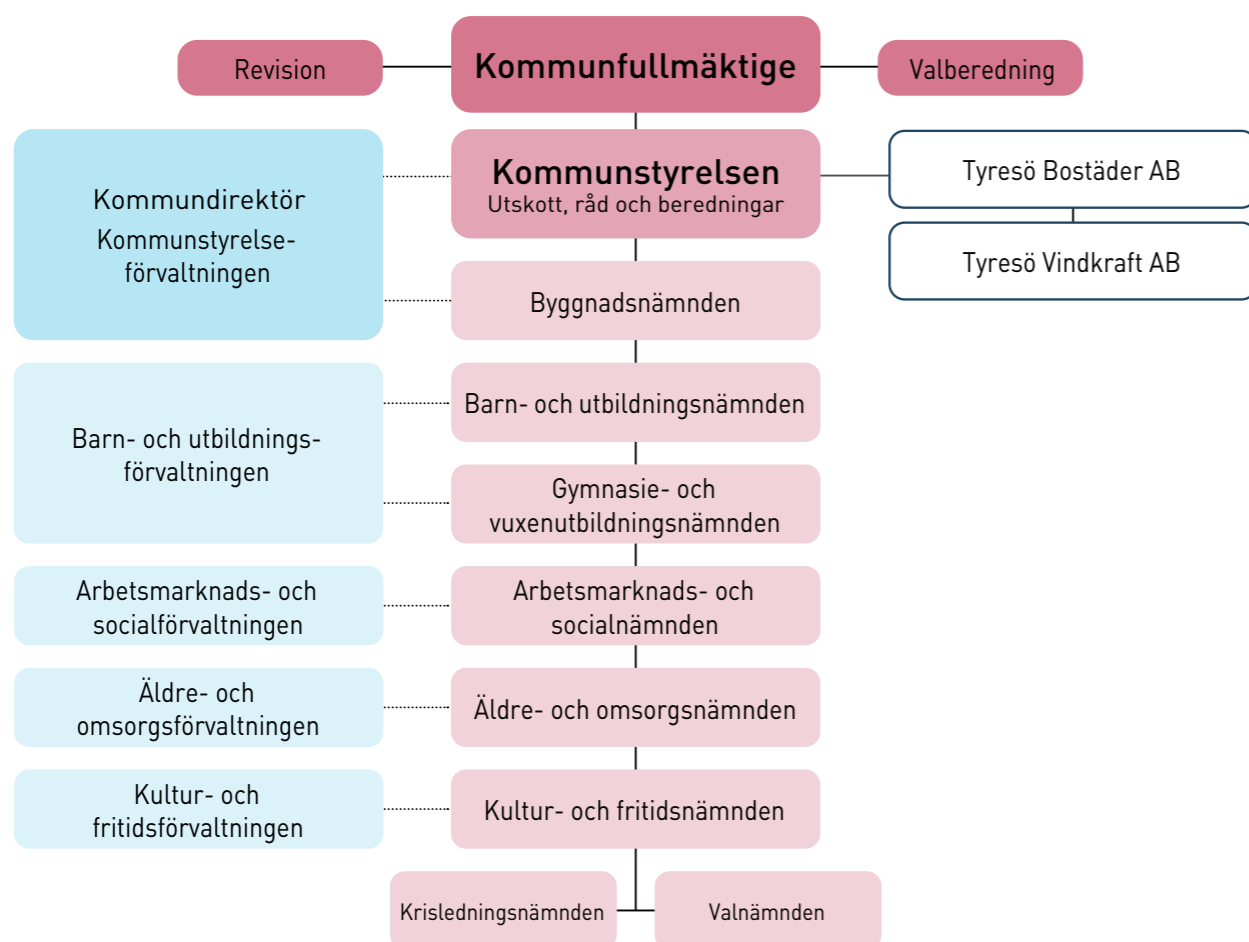 Revision
Kommunfullmäktige
Valberedning
Kommundirektör
Kommunstyrelse-
förvaltningen
Kommunstyrelsen
Utskott, råd och beredningar
Tyresö Bostäder AB
Tyresö Vindkraft AB
Byggnadsnämnden
Barn- och utbildnings-
förvaltningen
Barn- och utbildningsnämnden
Gymnasie- och
vuxenutbildningsnämnden
Arbetsmarknads- och
socialförvaltningen
Arbetsmarknads- och
socialnämnden
Äldre- och
omsorgsförvaltningen
Äldre- och omsorgsnämnden
Kultur- och
fritidsförvaltningen
Kultur- och fritidsnämnden
Krisledningsnämnden
Valnämnden